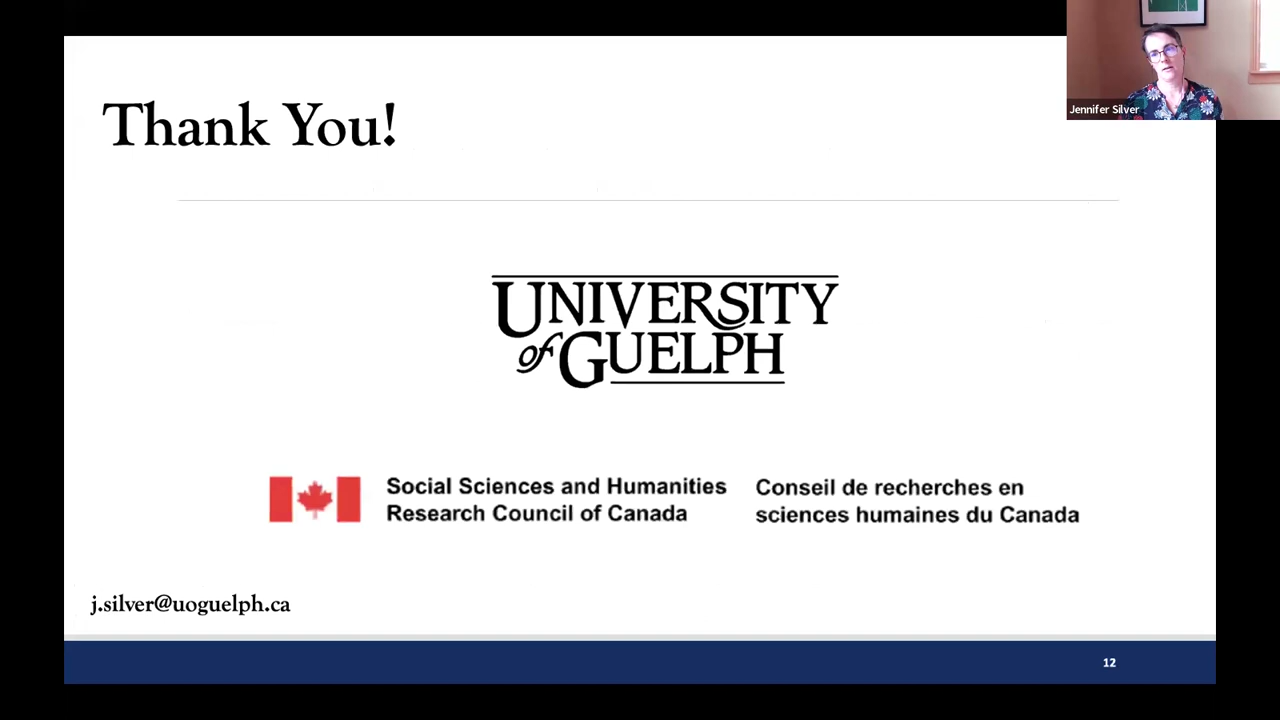 Thank You!
Jennifer Silver
UNIVERSITY
of GUELPH
Social Sciences and Humanities
Research Council of Canada
Conseil de recherches en
sciences humaines du Canada
j.silver@uoguelph.ca
12